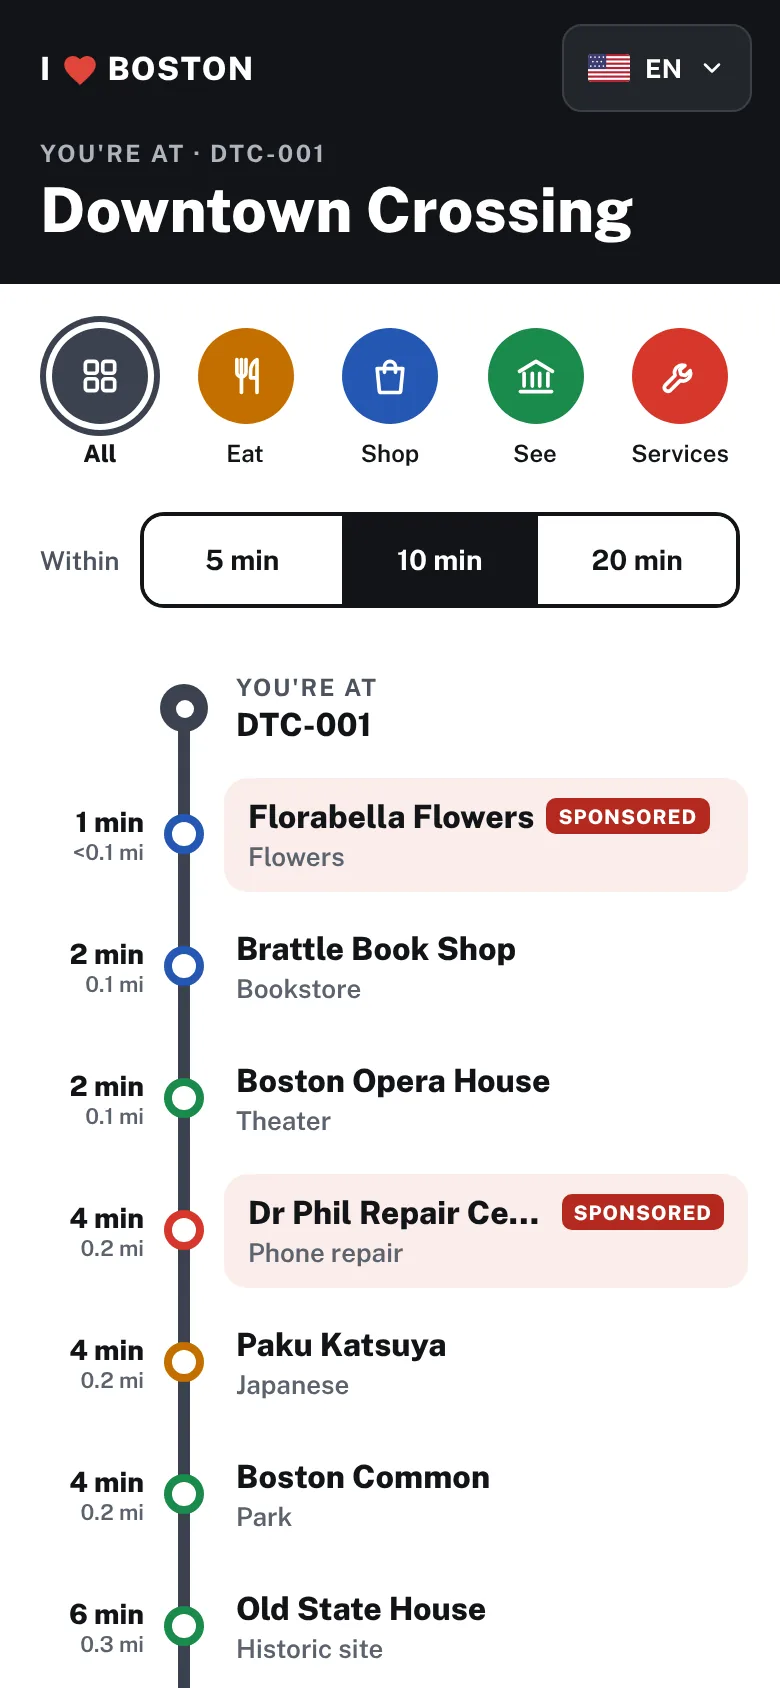 I ❤ BOSTON
EN
YOU'RE AT · DTC-001
Downtown Crossing
All
Eat
Shop
See
Services
Within
5 min
10 min
20 min
YOU'RE AT
DTC-001
1 min
<0.1 mi
Florabella Flowers SPONSORED
Flowers
2 min
0.1 mi
Brattle Book Shop
Bookstore
2 min
0.1 mi
Boston Opera House
Theater
4 min
0.2 mi
Dr Phil Repair Ce... SPONSORED
Phone repair
4 min
0.2 mi
Paku Katsuya
Japanese
4 min
0.2 mi
Boston Common
Park
6 min
0.3 mi
Old State House
Historic site